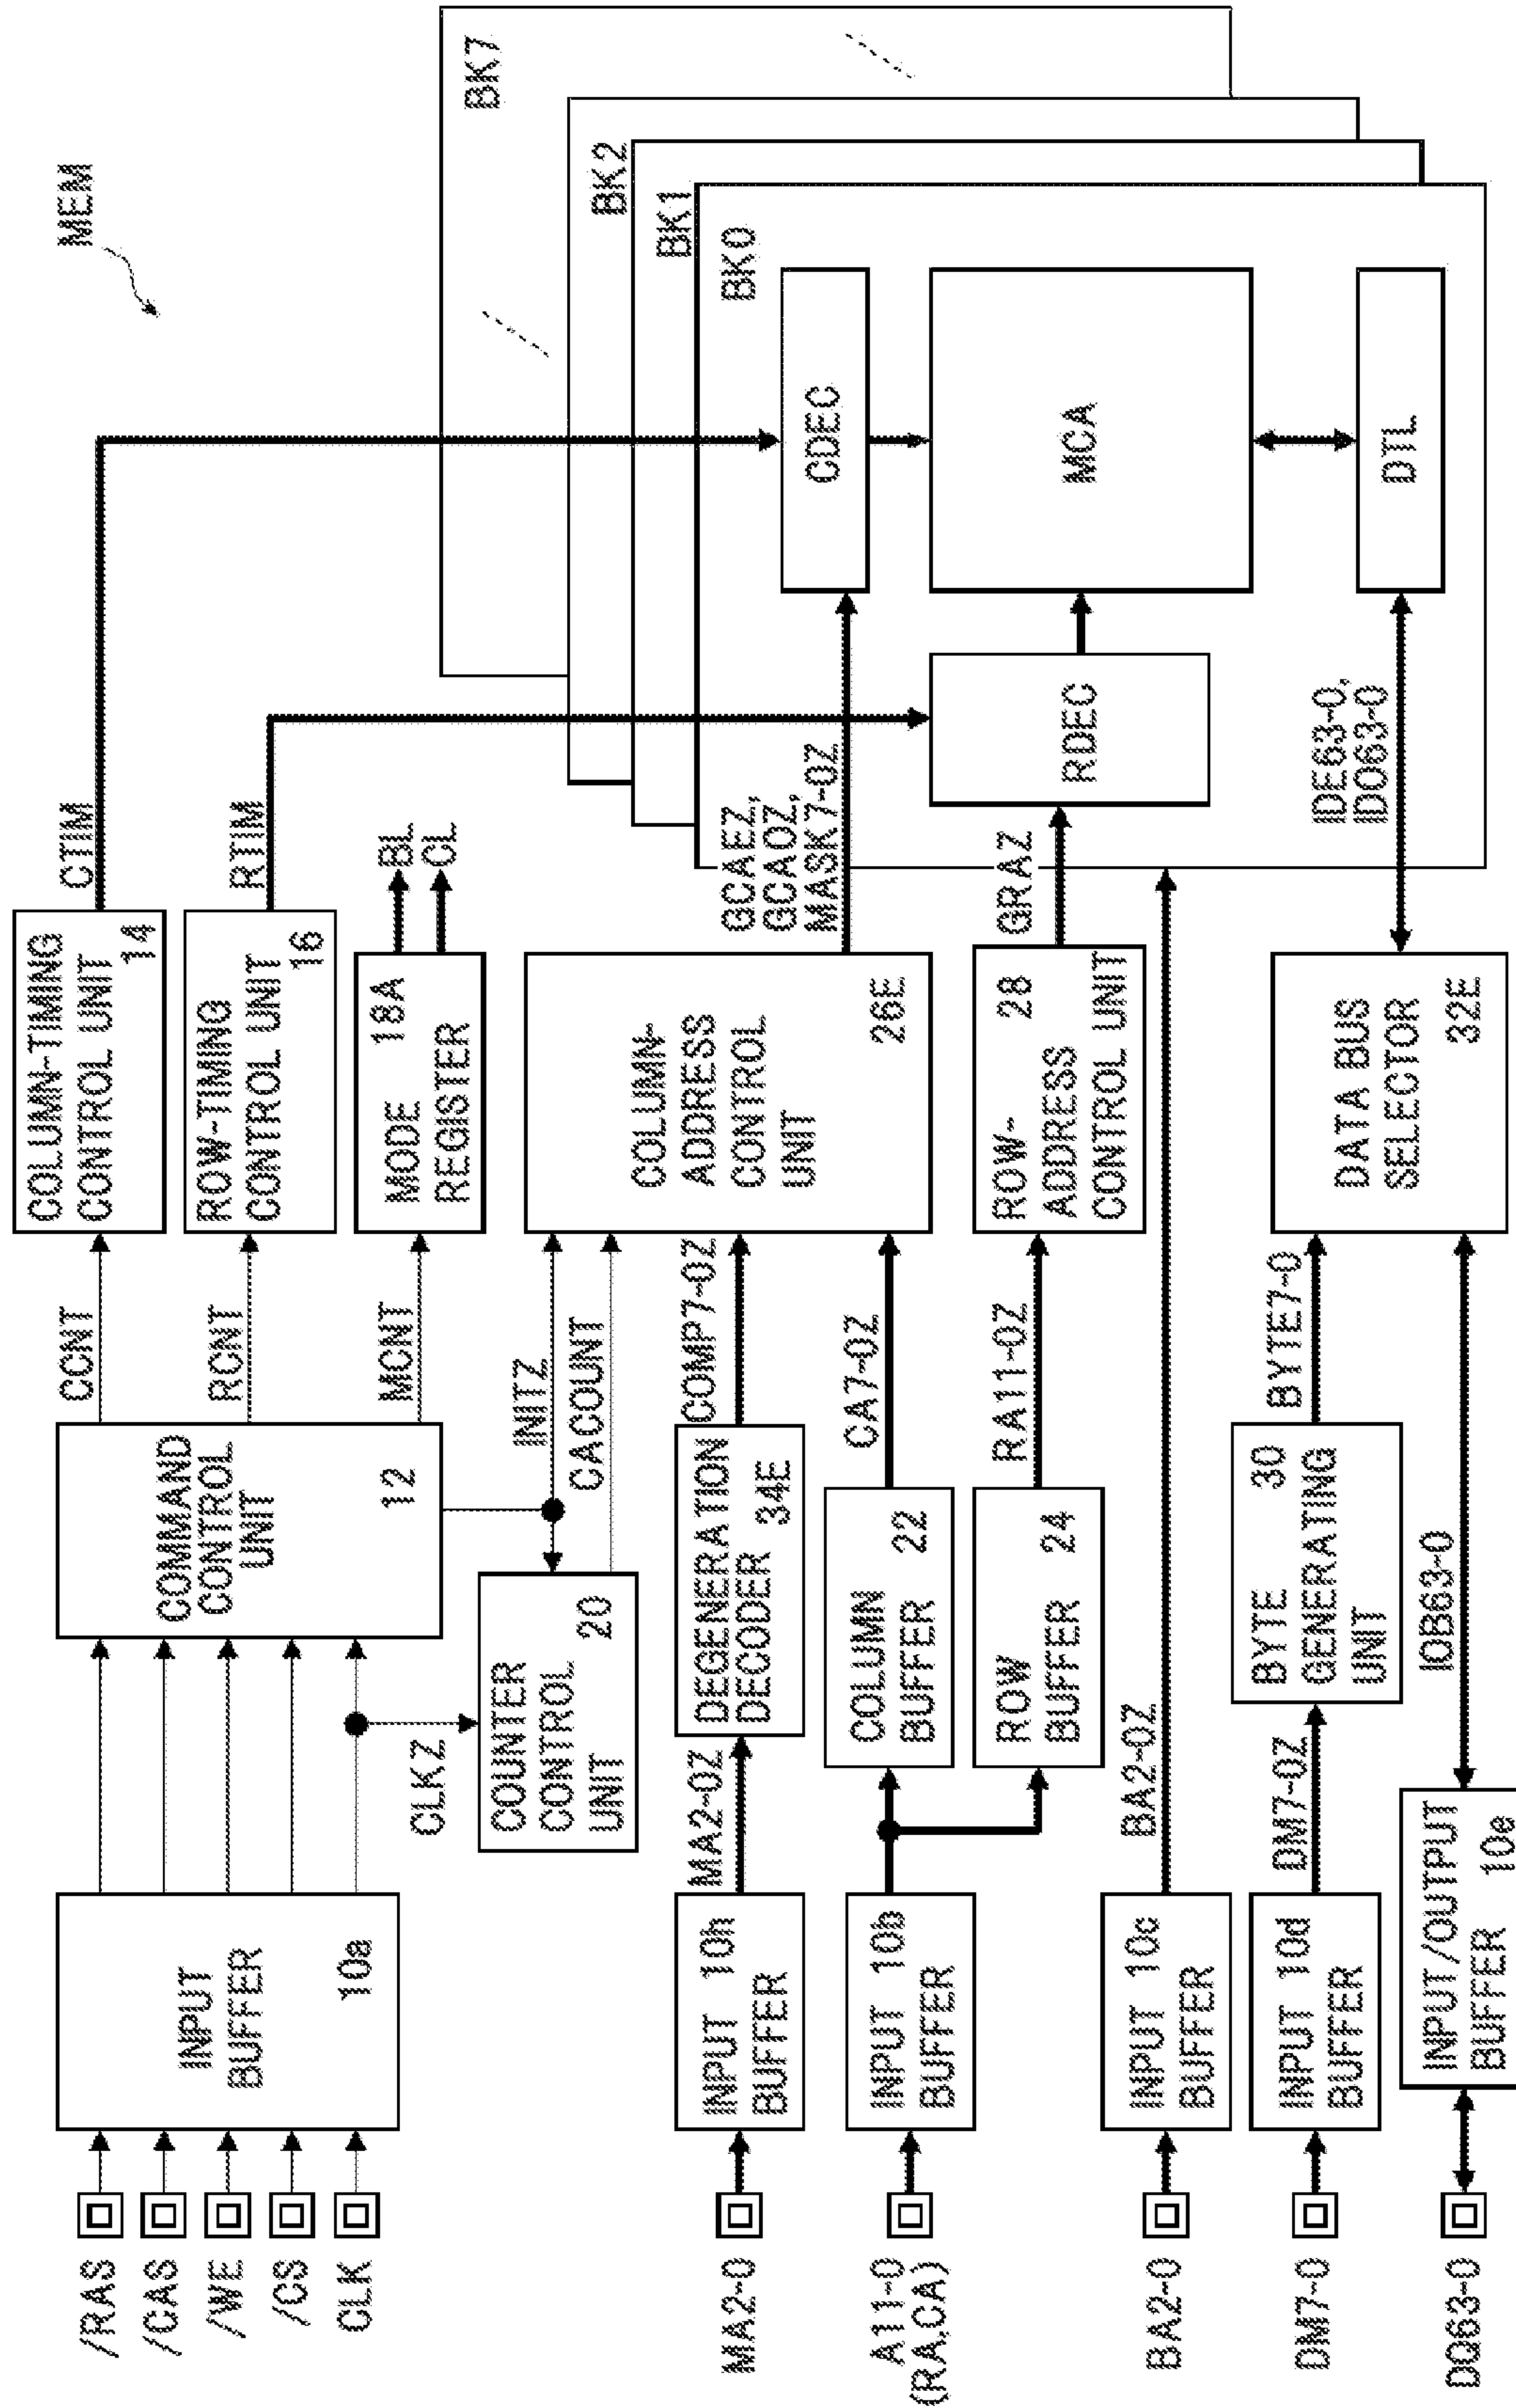 MEM
/RAS
/CAS
/WE
/CS
CLK
INPUT
BUFFER
10a
COMMAND
CONTROL
UNIT
12
CCNT
RCNT
MCNT
COLUMN-TIMING
CONTROL UNIT
14
CTIM
ROW-TIMING
CONTROL UNIT
16
RTIM
MODE 18A
REGISTER
BL
CL
CLKZ
COUNTER
CONTROL
UNIT 20
INITZ
CACOUNT
MA2-0
INPUT 10h
BUFFER
MA2-0Z
DEGENERATION
DECODER 34E
COMP7-0Z
COLUMN-
ADDRESS
CONTROL
UNIT
26E
GCAEZ,
GCAOZ,
MASK7-0Z
A11-0
(RA,CA)
INPUT 10b
BUFFER
COLUMN
BUFFER 22
CA7-0Z
ROW
BUFFER 24
RA11-0Z
ROW- 28
ADDRESS
CONTROL UNIT
GRAZ
BA2-0
INPUT 10c
BUFFER
BA2-0Z
DM7-0
INPUT 10d
BUFFER
DM7-0Z
BYTE 30
GENERATING
UNIT
BYTE7-0
DATA BUS
SELECTOR
32E
DQ63-0
INPUT/OUTPUT
BUFFER 10e
IOB63-0
IDE63-0,
IDO63-0
BK7
BK2
BK1
BK0
CDEC
MCA
RDEC
DTL